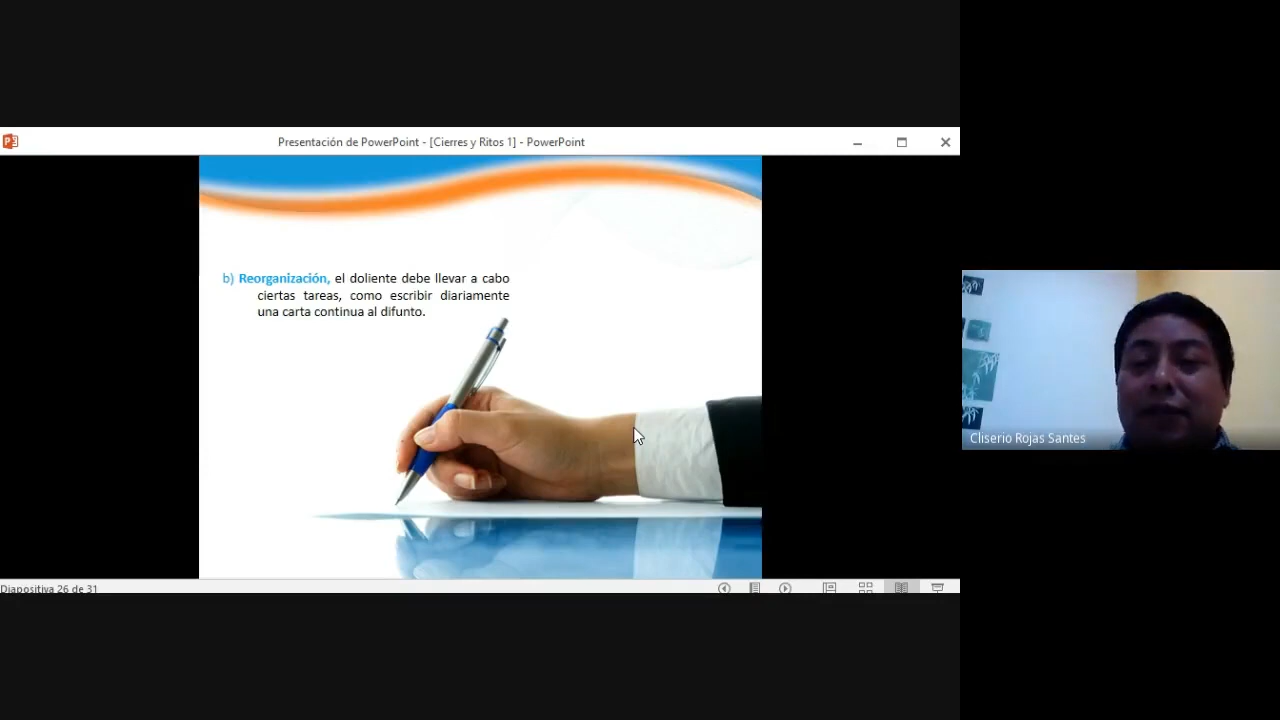 Presentación de PowerPoint - [Cierres y Ritos 1] - PowerPoint
b) Reorganización, el doliente debe llevar a cabo
ciertas tareas, como escribir diariamente
una carta continua al difunto.
Cliserio Rojas Santes
Diapositiva 26 de 31